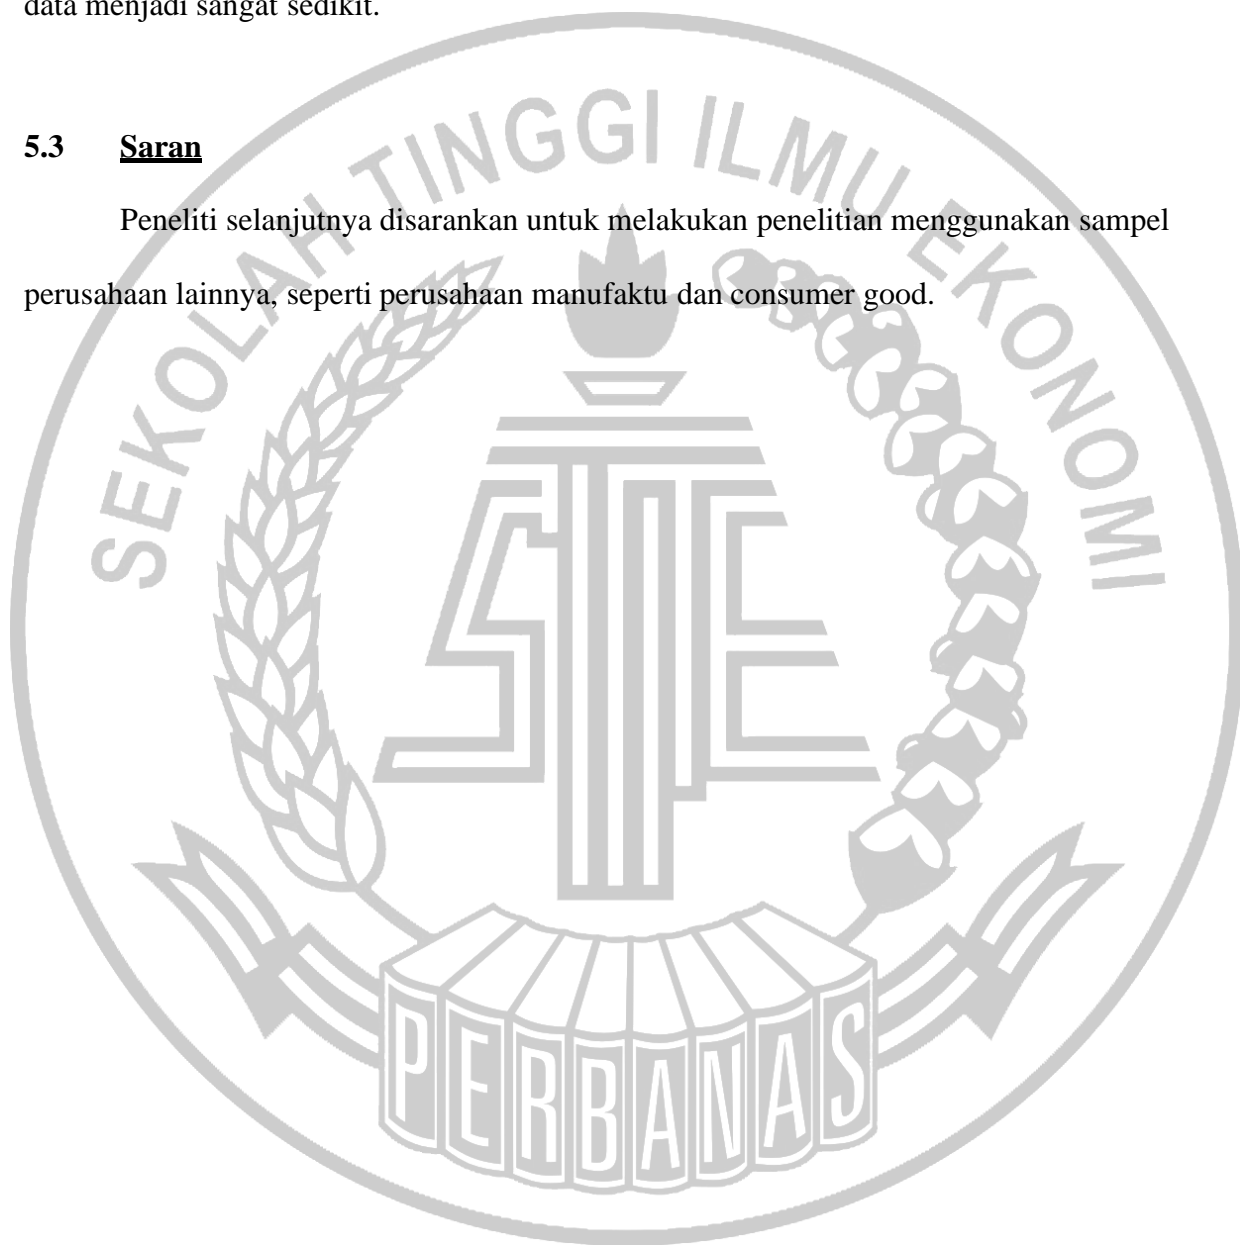 data menjadi sangat sedikit.
5.3 Saran
Peneliti selanjutnya disarankan untuk melakukan penelitian menggunakan sampel
perusahaan lainnya, seperti perusahaan manufaktu dan consumer good.
SEKOLAH TINGGI ILMU EKONOMI
STIE
PERBANAS